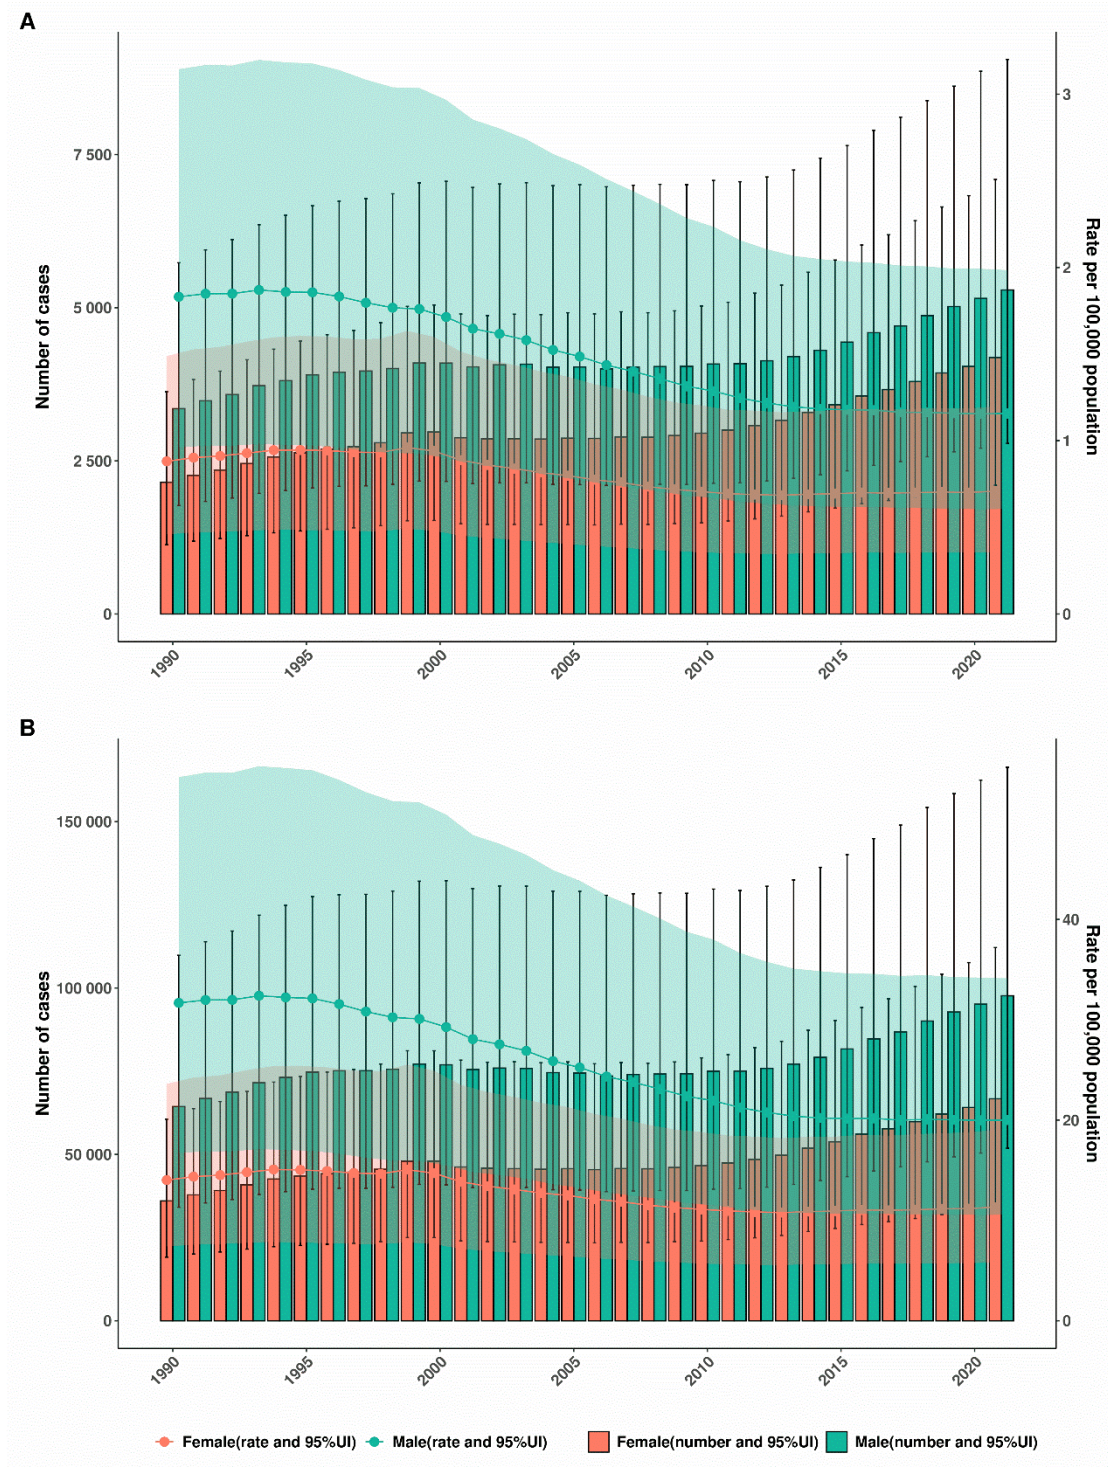 A
Number of cases
7 500
5 000
2 500
0
3
2
1
0
Rate per 100,000 population
1990 1995 2000 2005 2010 2015 2020
B
Number of cases
150 000
100 000
50 000
0
40
20
0
Rate per 100,000 population
1990 1995 2000 2005 2010 2015 2020
Female(rate and 95%UI) Male(rate and 95%UI) Female(number and 95%UI) Male(number and 95%UI)